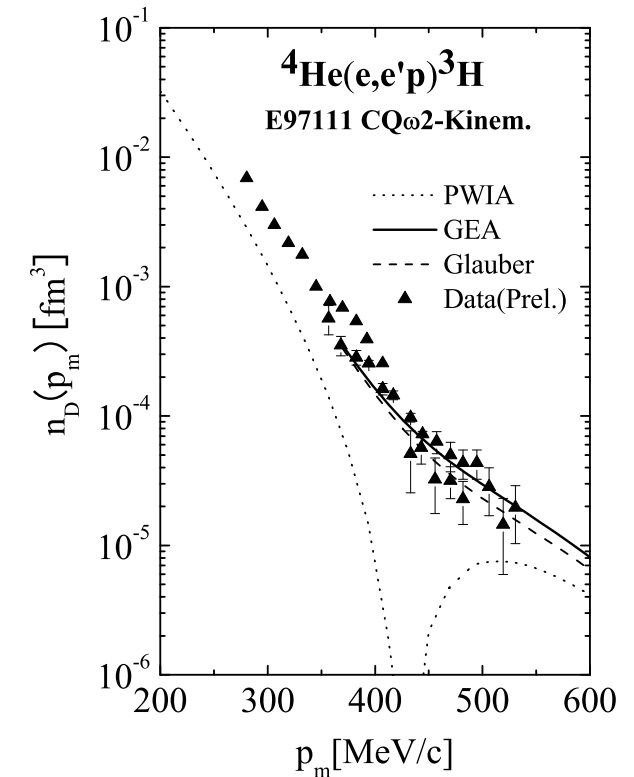 ⁴He(e,e'p)³H
E97111 CQω2-Kinem.
PWIA
GEA
Glauber
Data(Prel.)
n_D(p_m) [fm³]
10⁻¹
10⁻²
10⁻³
10⁻⁴
10⁻⁵
10⁻⁶
200 300 400 500 600
p_m[MeV/c]